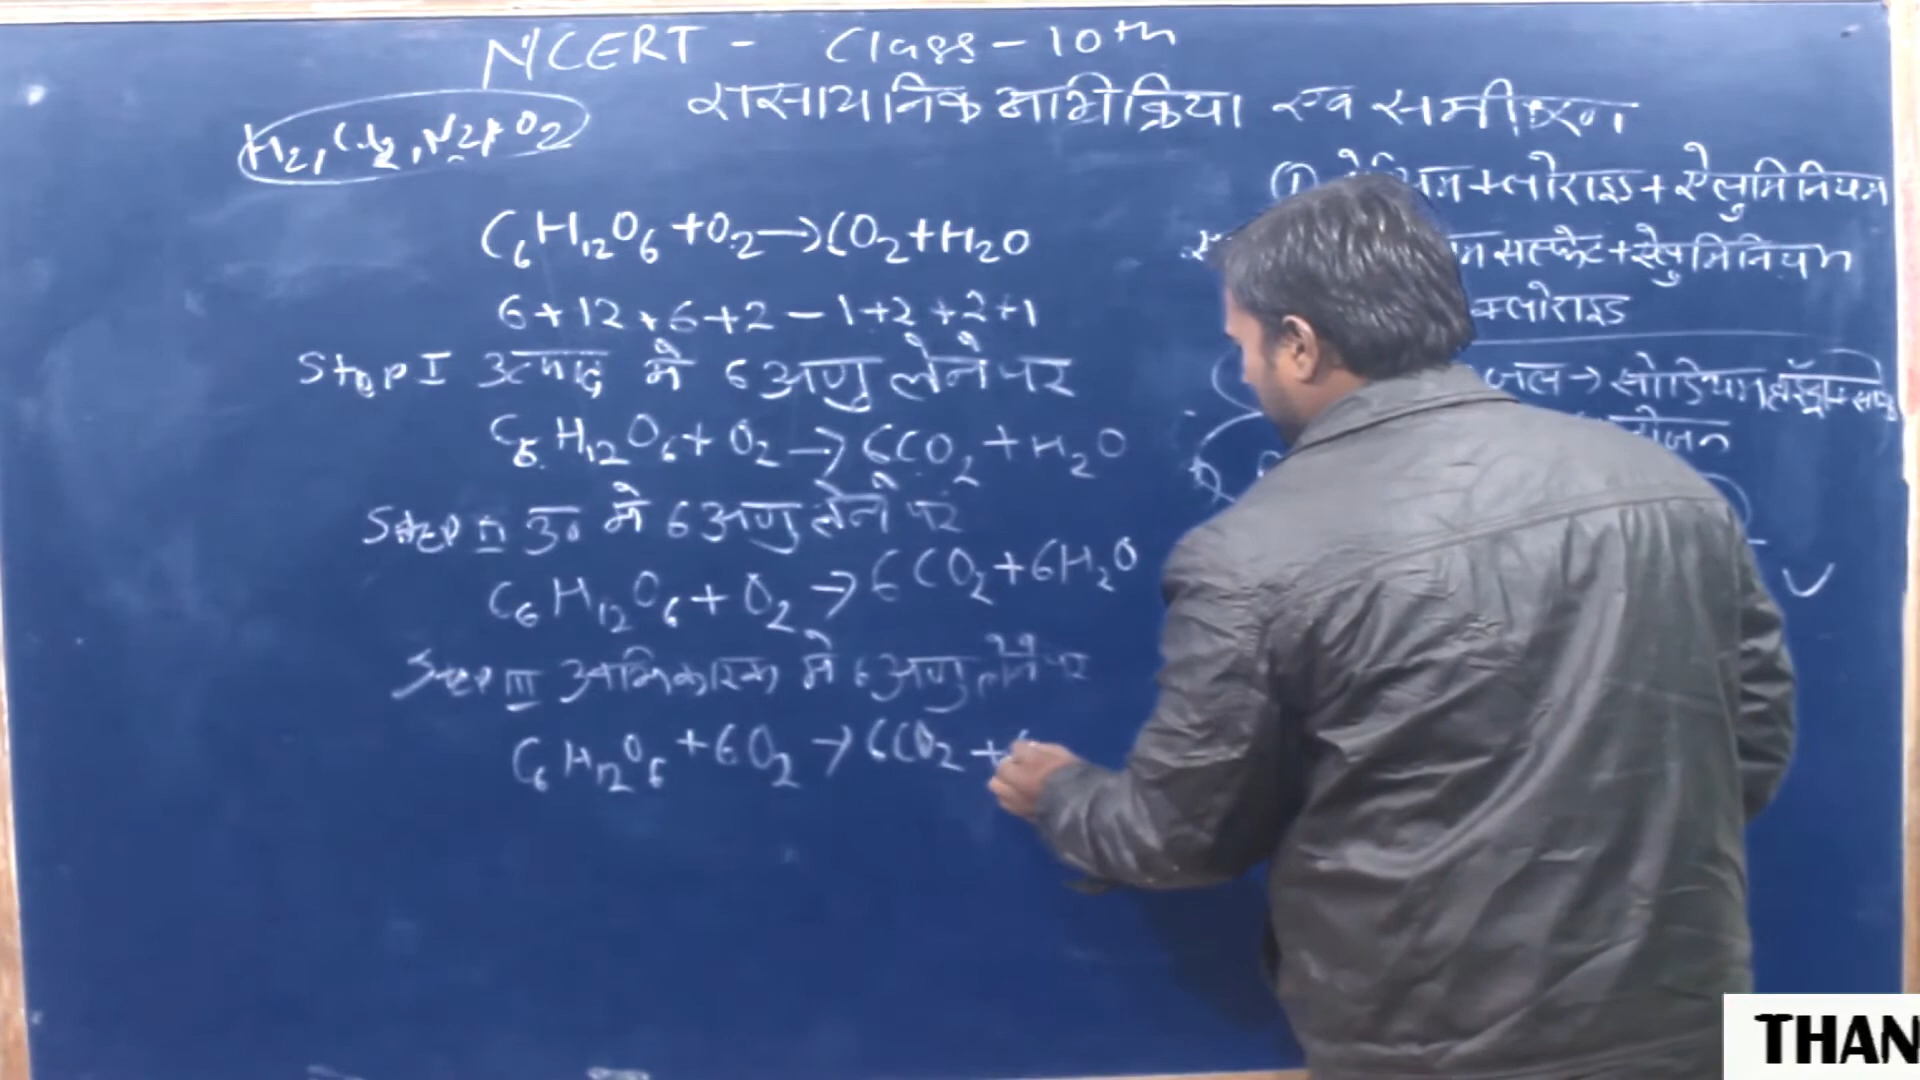 NCERT - Class-10th
रासायनिक अभिक्रिया एवं समीकरण
H2, Cl2, N2, O2
C6H12O6 + O2 → CO2 + H2O
6+12+6+2 - 1+2+2+1
Step I उत्पाद में 6 अणु लेने पर
C6H12O6 + O2 → 6CO2 + H2O
Step II उ० में 6 अणु लेने पर
C6H12O6 + O2 → 6CO2 + 6H2O
Step III अभिकारक में 6 अणु लेने पर
C6H12O6 + 6O2 → 6CO2 +
① + ऐलुमिनियम
सल्फेट + ऐलुमिनियम
क्लोराइड
जल → सोडियम
THAN